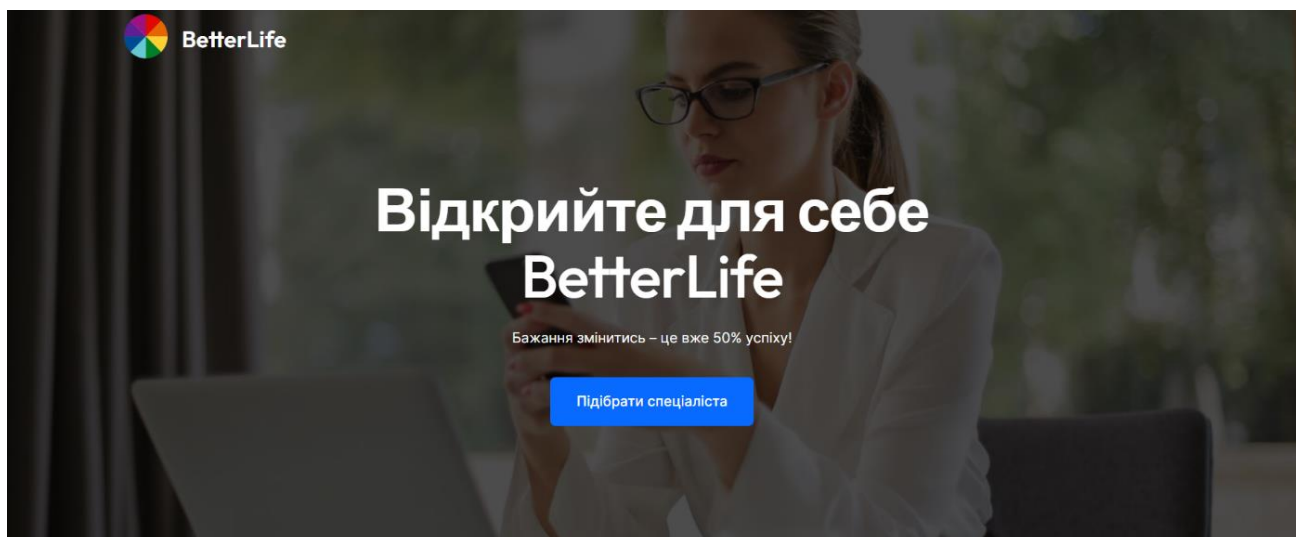 BetterLife
Відкрийте для себе
BetterLife
Бажання змінитись – це вже 50% успіху!
Підібрати спеціаліста